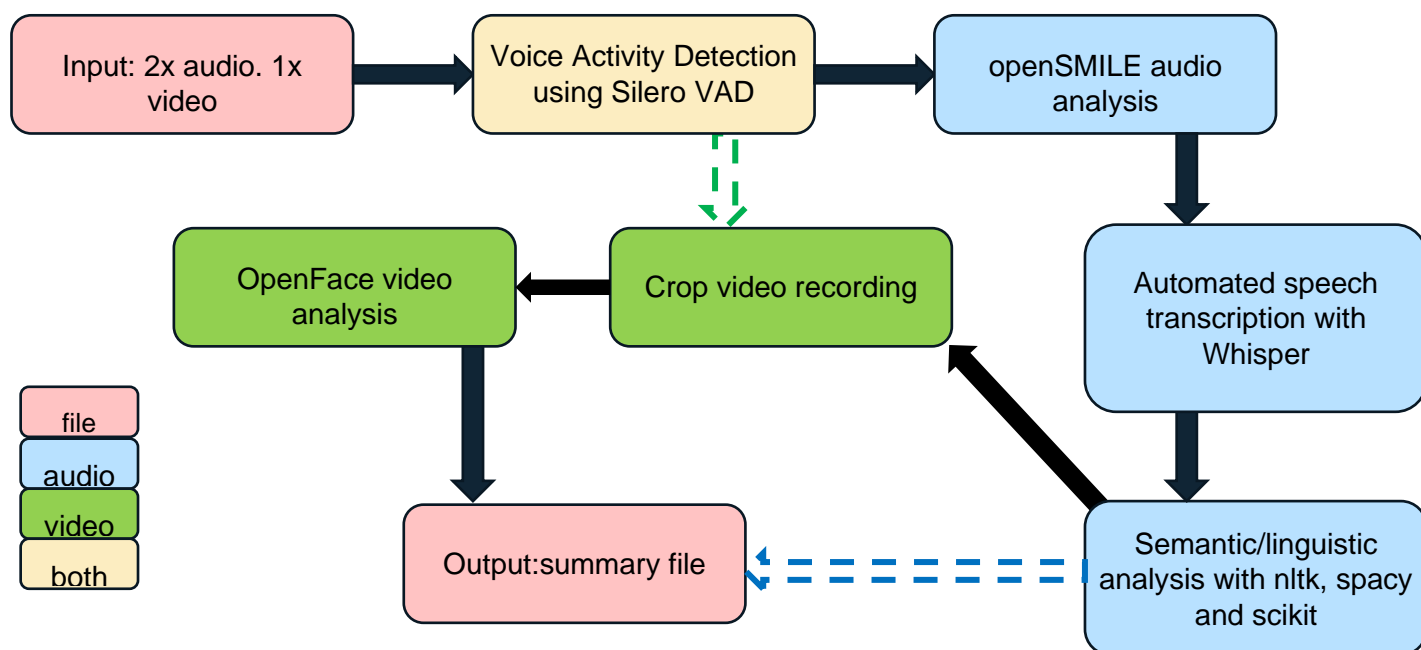 Input: 2x audio. 1x
video
Voice Activity Detection
using Silero VAD
openSMILE audio
analysis
OpenFace video
analysis
Crop video recording
Automated speech
transcription with
Whisper
file
audio
video
both
Output:summary file
Semantic/linguistic
analysis with nltk, spacy
and scikit